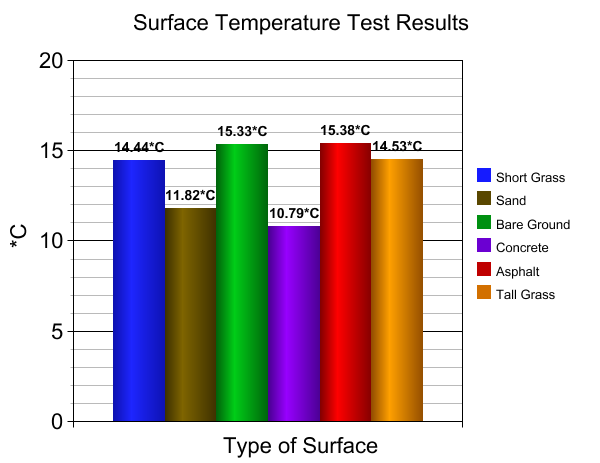 Surface Temperature Test Results
20
15
10
5
0
*C
14.44*C
11.82*C
15.33*C
10.79*C
15.38*C
14.53*C
Short Grass
Sand
Bare Ground
Concrete
Asphalt
Tall Grass
Type of Surface